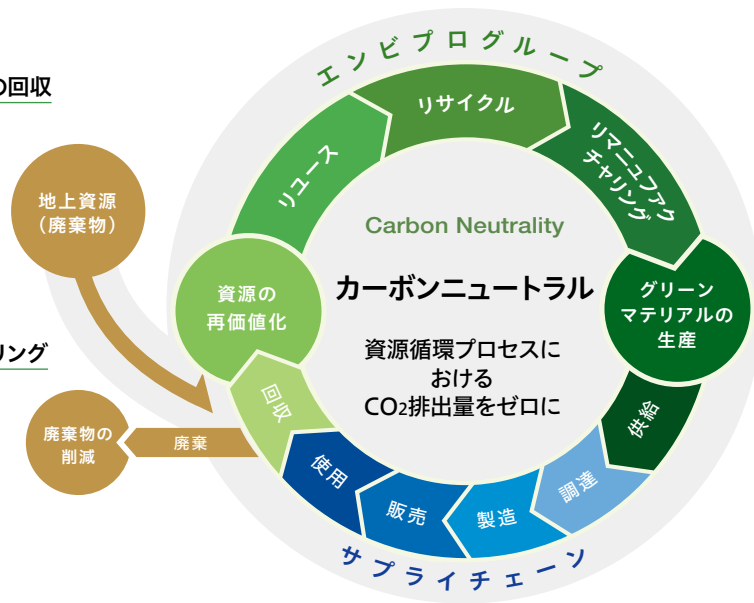 エンビプログループ
の回収
リサイクル
リユース
リマニュファク
チャリング
地上資源
（廃棄物）
Carbon Neutrality
カーボンニュートラル
資源の
再価値化
グリーン
マテリアルの
生産
資源循環プロセスに
おける
CO2排出量をゼロに
リング
回収
供給
廃棄物の
削減
廃棄
使用
調達
販売
製造
サプライチェーン